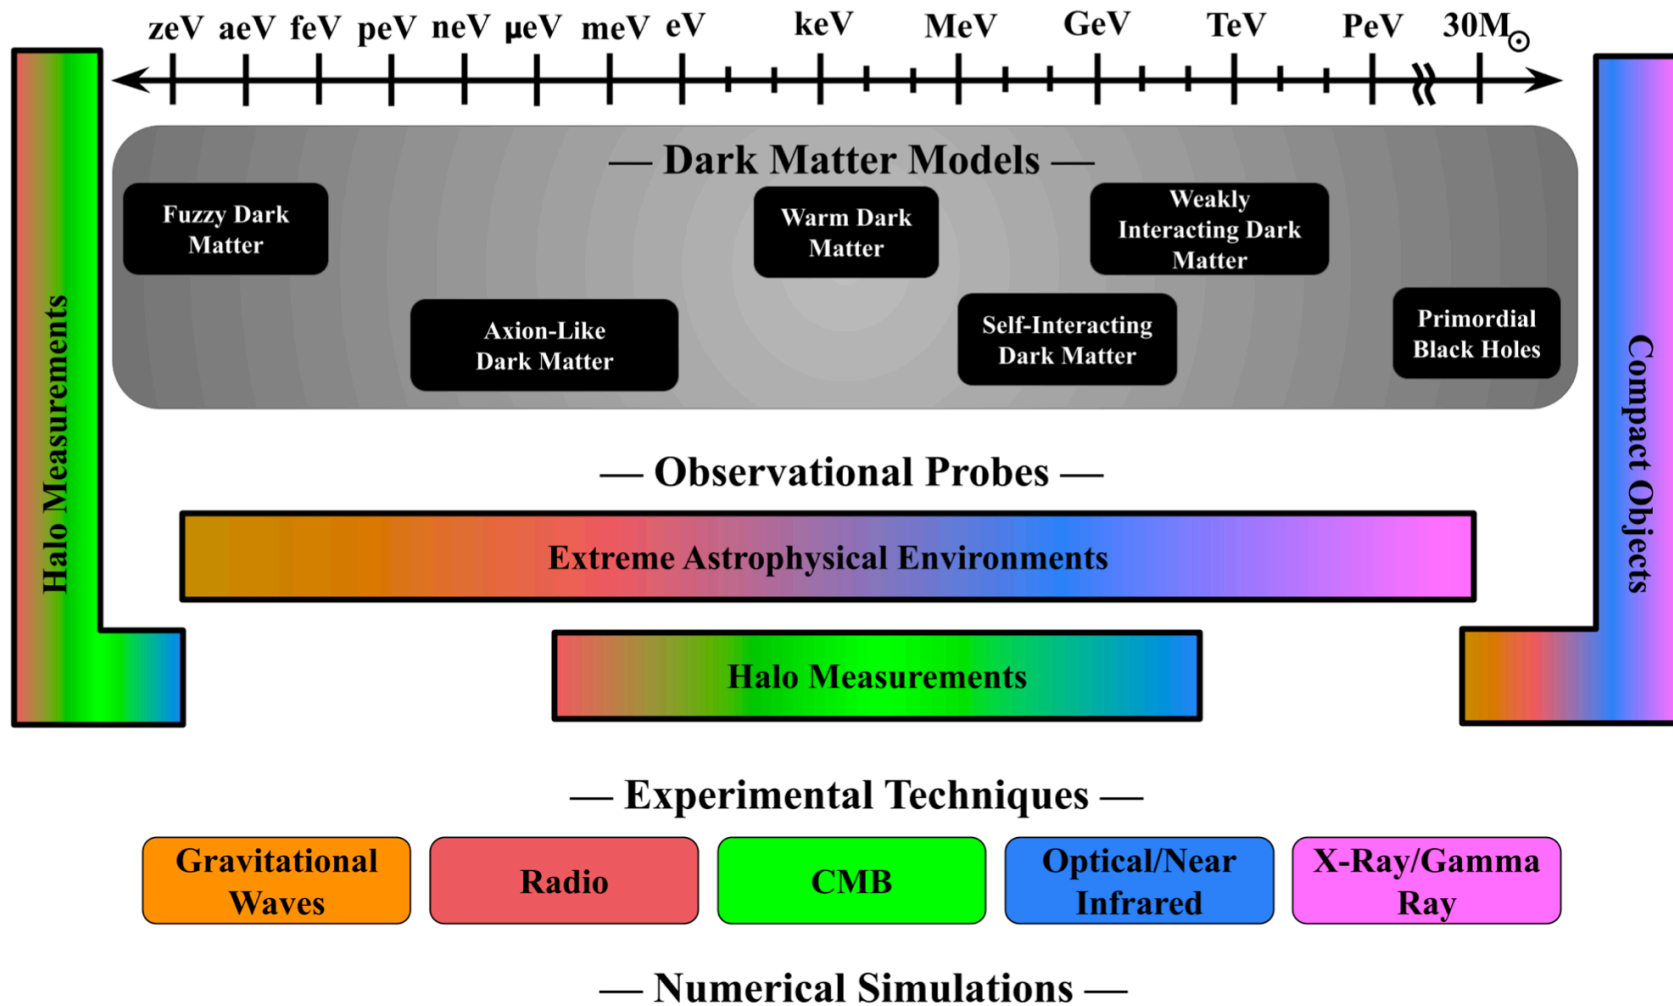 zeV aeV feV peV neV μeV meV eV keV MeV GeV TeV PeV 30M☉
— Dark Matter Models —
Fuzzy Dark
Matter
Warm Dark
Matter
Weakly
Interacting Dark
Matter
Axion-Like
Dark Matter
Self-Interacting
Dark Matter
Primordial
Black Holes
Halo Measurements
Compact Objects
— Observational Probes —
Extreme Astrophysical Environments
Halo Measurements
— Experimental Techniques —
Gravitational
Waves
Radio
CMB
Optical/Near
Infrared
X-Ray/Gamma
Ray
— Numerical Simulations —